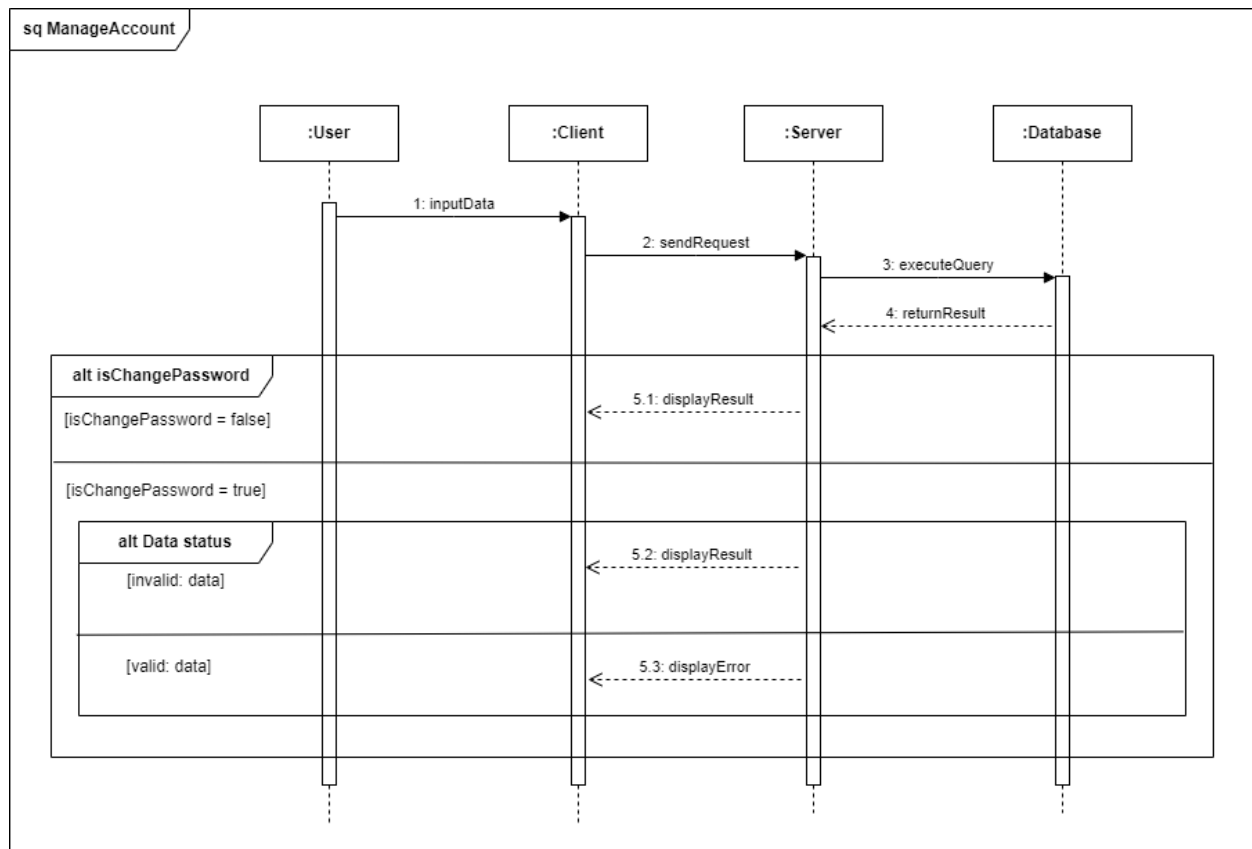 sq ManageAccount
:User
:Client
:Server
:Database
1: inputData
2: sendRequest
3: executeQuery
4: returnResult
alt isChangePassword
5.1: displayResult
[isChangePassword = false]
[isChangePassword = true]
alt Data status
5.2: displayResult
[invalid: data]
[valid: data]
5.3: displayError